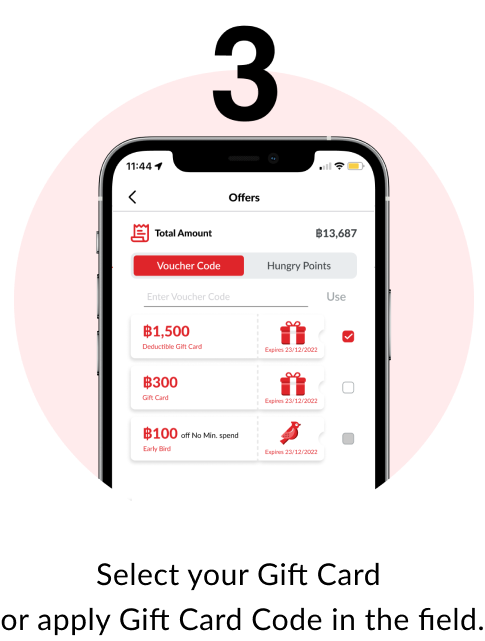 3
11:44
Offers
Total Amount ฿13,687
Voucher Code Hungry Points
Enter Voucher Code Use
฿1,500
Deductible Gift Card Expires 23/12/2022
฿300
Gift Card Expires 23/12/2022
฿100 off No Min. spend
Early Bird Expires 23/12/2022
Select your Gift Card
or apply Gift Card Code in the field.